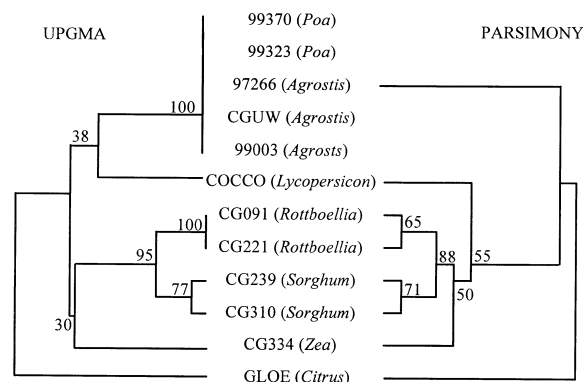 UPGMA
PARSIMONY
99370 (Poa)
99323 (Poa)
97266 (Agrostis)
100
CGUW (Agrostis)
38
99003 (Agrosts)
COCCO (Lycopersicon)
CG091 (Rottboellia)
100
65
CG221 (Rottboellia)
95
88
55
CG239 (Sorghum)
77
71
50
CG310 (Sorghum)
30
CG334 (Zea)
GLOE (Citrus)